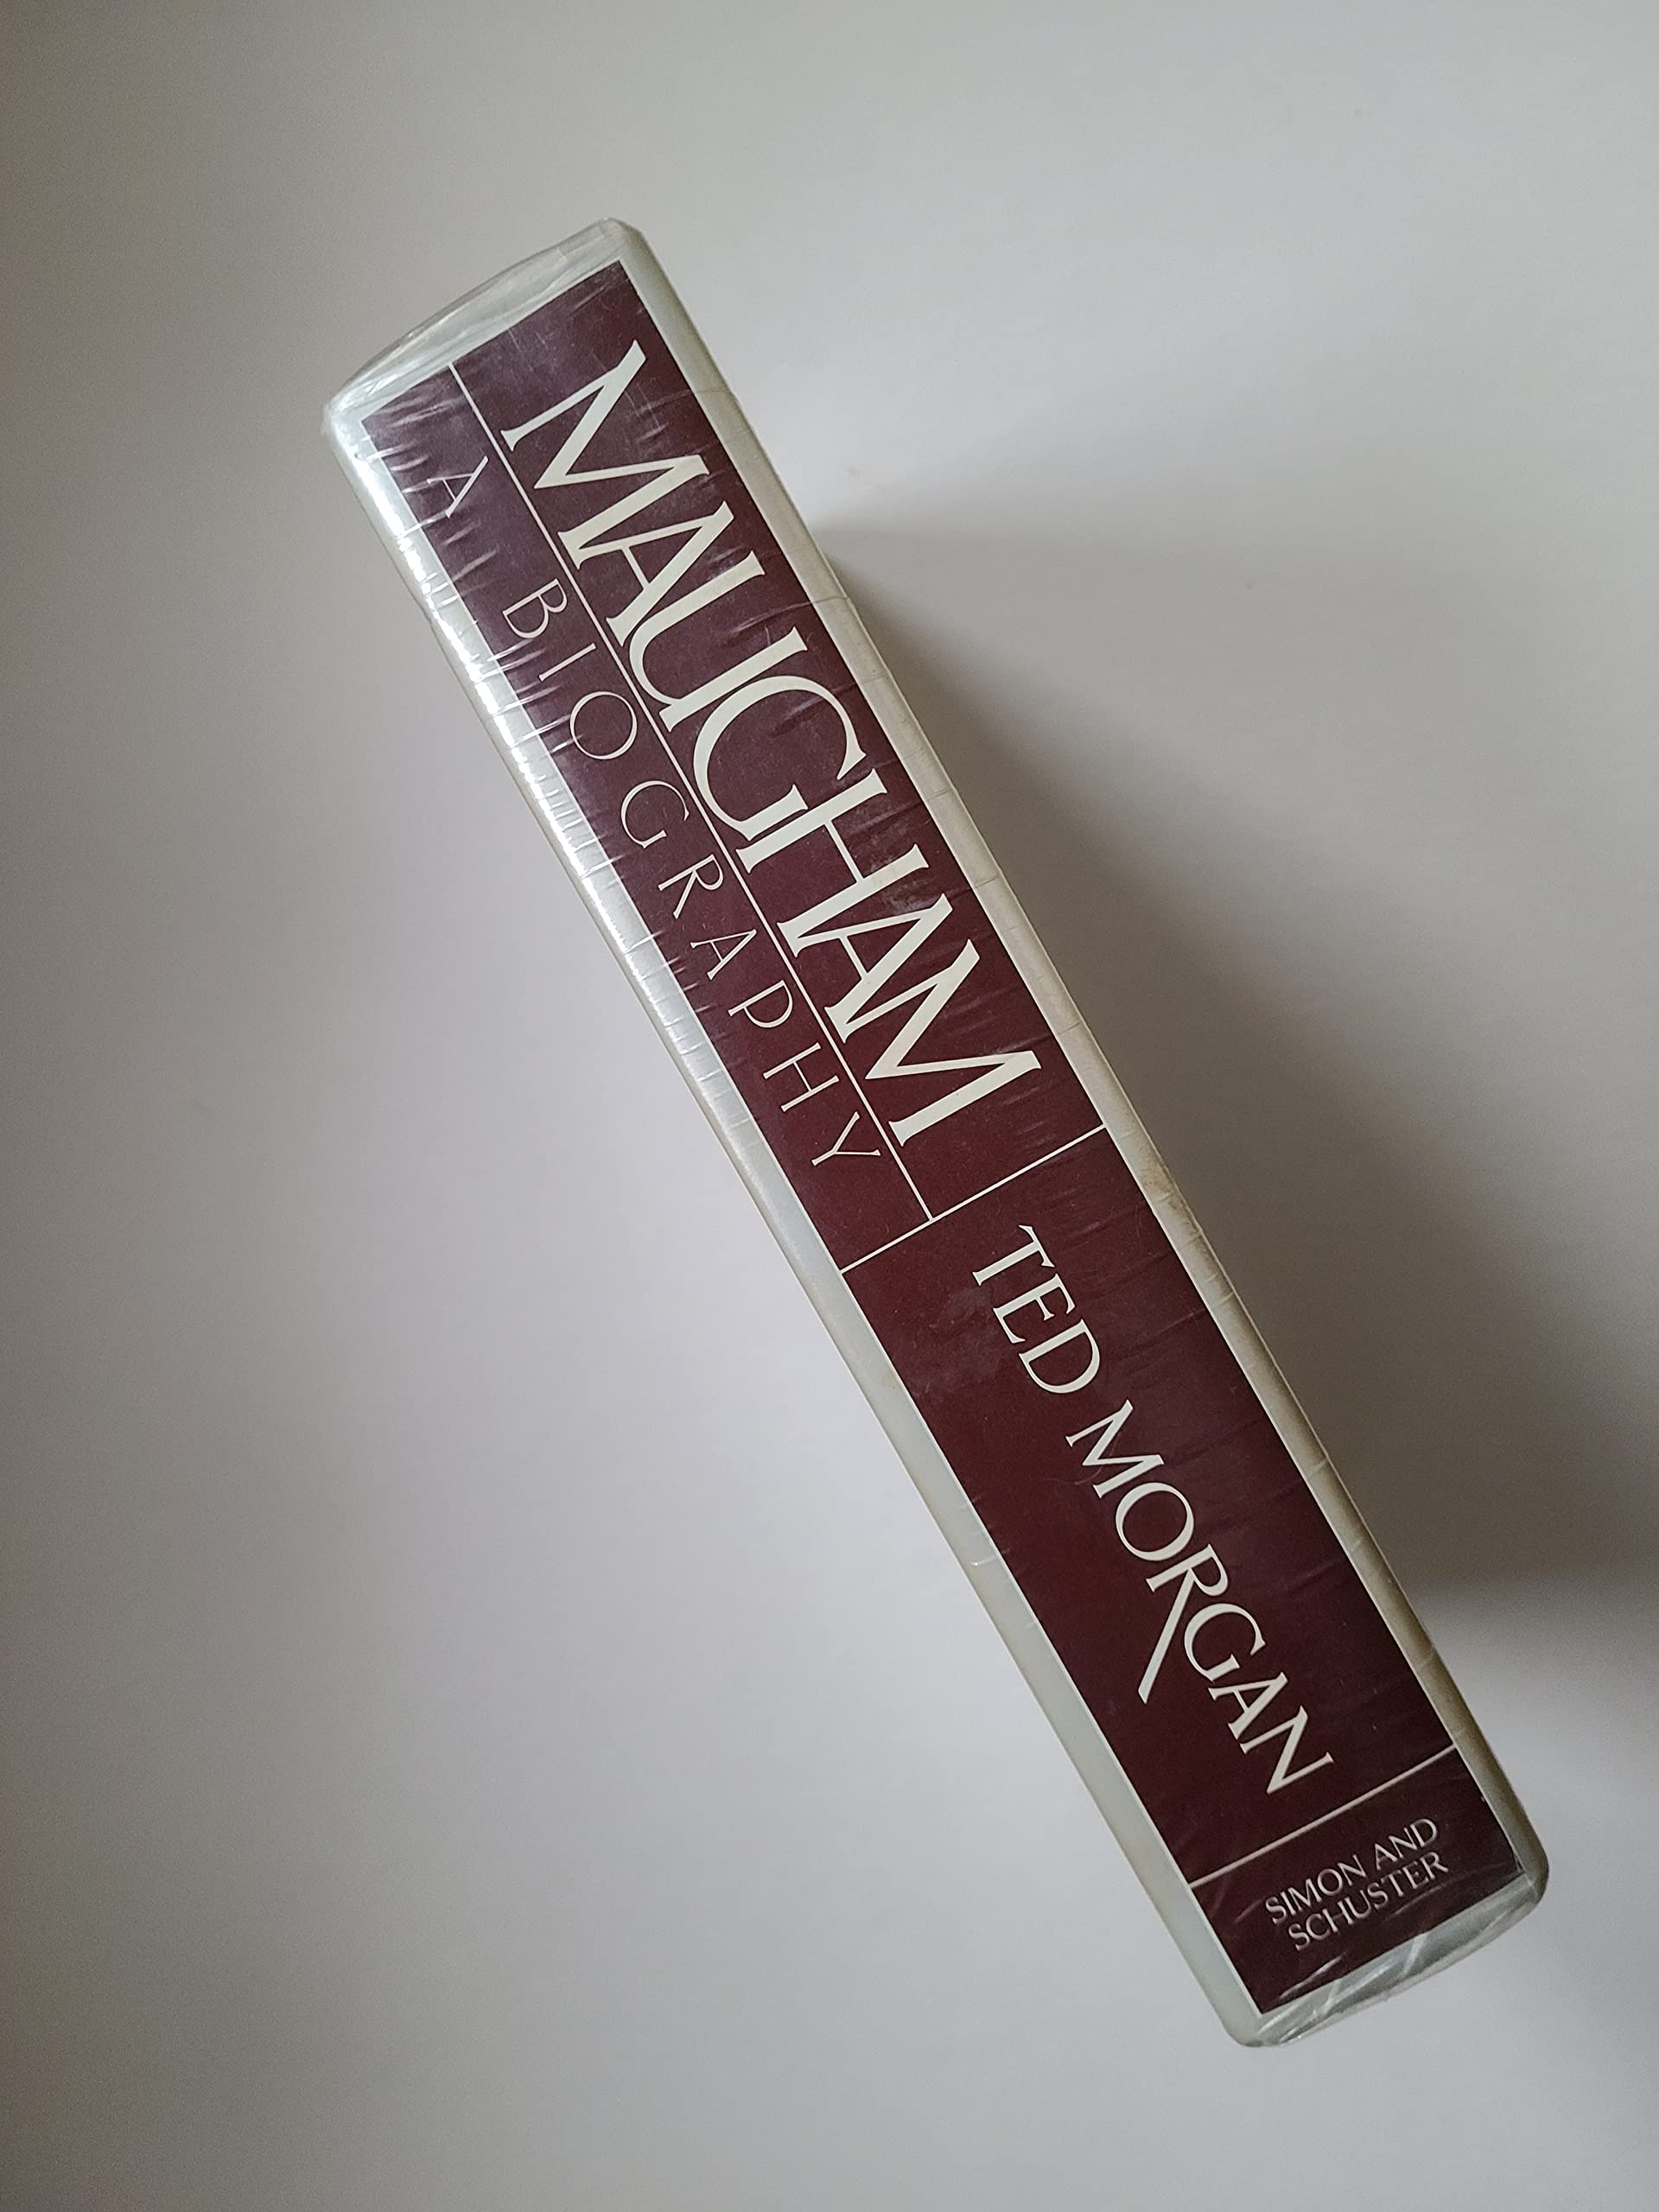 MAUGHAM
A BIOGRAPHY
TED MORGAN
SIMON AND
SCHUSTER